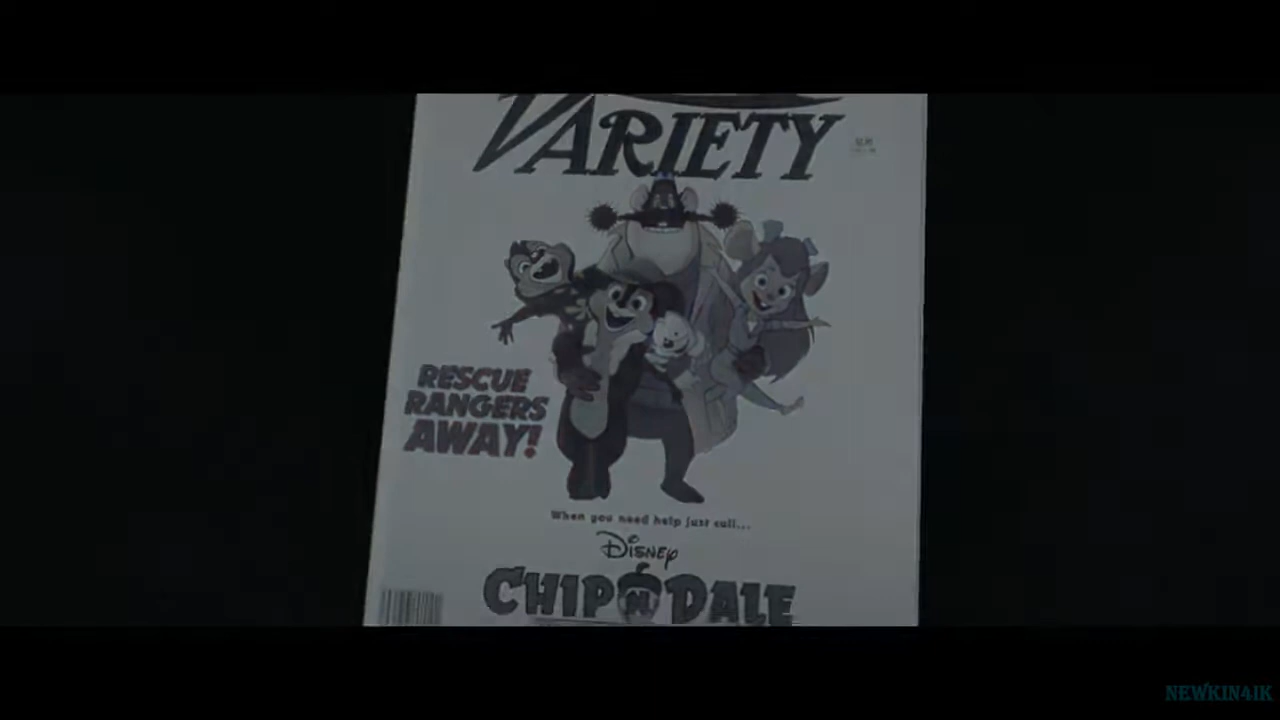 VARIETY
RESCUE
RANGERS
AWAY!
When you need help just call...
DISNEY
CHIP N DALE
NEWKIN4IK